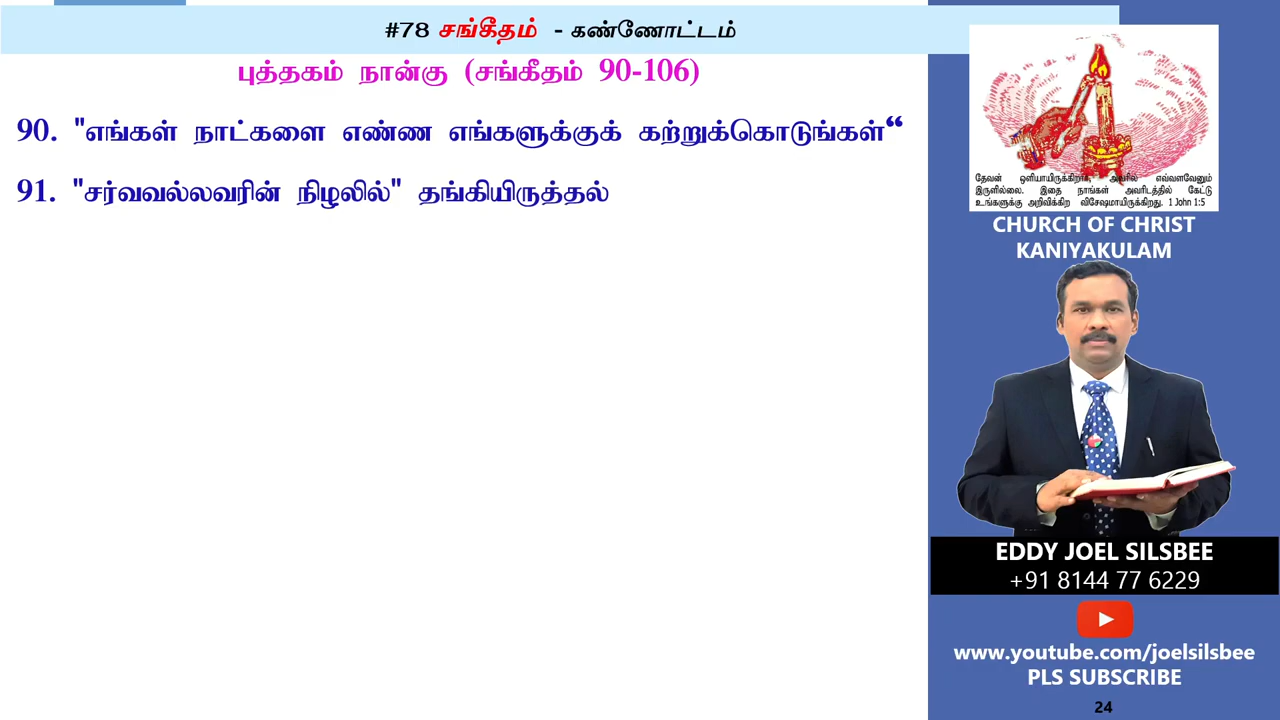 #78 சங்கீதம் - கண்ணோட்டம்
புத்தகம் நான்கு (சங்கீதம் 90-106)
90. "எங்கள் நாட்களை எண்ண எங்களுக்குக் கற்றுக்கொடுங்கள்“
91. "சர்வவல்லவரின் நிழலில்" தங்கியிருத்தல்
தேவன் ஒளியாயிருக்கிறார், அவரில் எவ்வளவேனும்
இருளில்லை. இதை நாங்கள் அவரிடத்தில் கேட்டு
உங்களுக்கு அறிவிக்கிற விசேஷமாயிருக்கிறது. 1 John 1:5
CHURCH OF CHRIST
KANIYAKULAM
EDDY JOEL SILSBEE
+91 8144 77 6229
www.youtube.com/joelsilsbee
PLS SUBSCRIBE
24